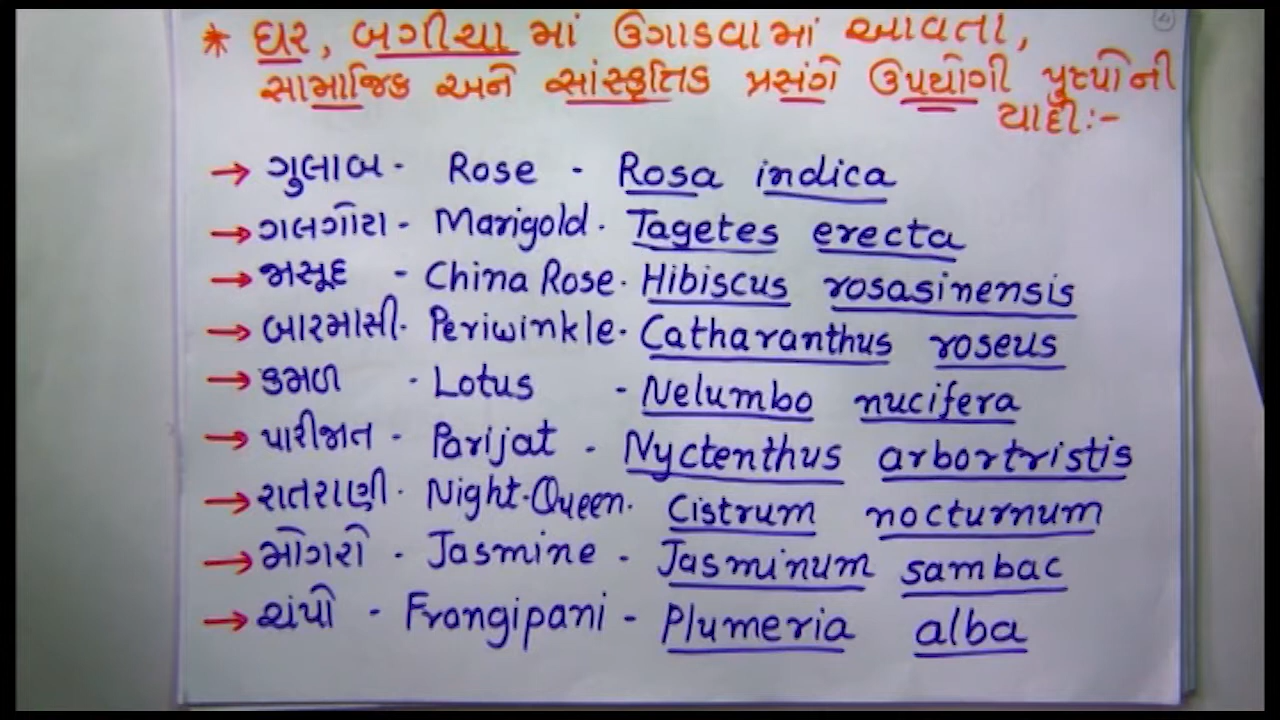 * ઘર, બગીચા માં ઉગાડવામાં આવતા,
સામાજિક અને સાંસ્કૃતિક પ્રસંગે ઉપયોગી પુષ્પોની
યાદી:-
→ ગુલાબ - Rose - Rosa indica
→ ગલગોટા - Marigold - Tagetes erecta
→ જાસૂદ - China Rose - Hibiscus rosasinensis
→ બારમાસી - Periwinkle - Catharanthus roseus
→ કમળ - Lotus - Nelumbo nucifera
→ પારીજાત - Parijat - Nyctenthus arbortristis
→ રાતરાણી - Night-Queen - Cistrum nocturnum
→ મોગરો - Jasmine - Jasminum sambac
→ ચંપો - Frangipani - Plumeria alba